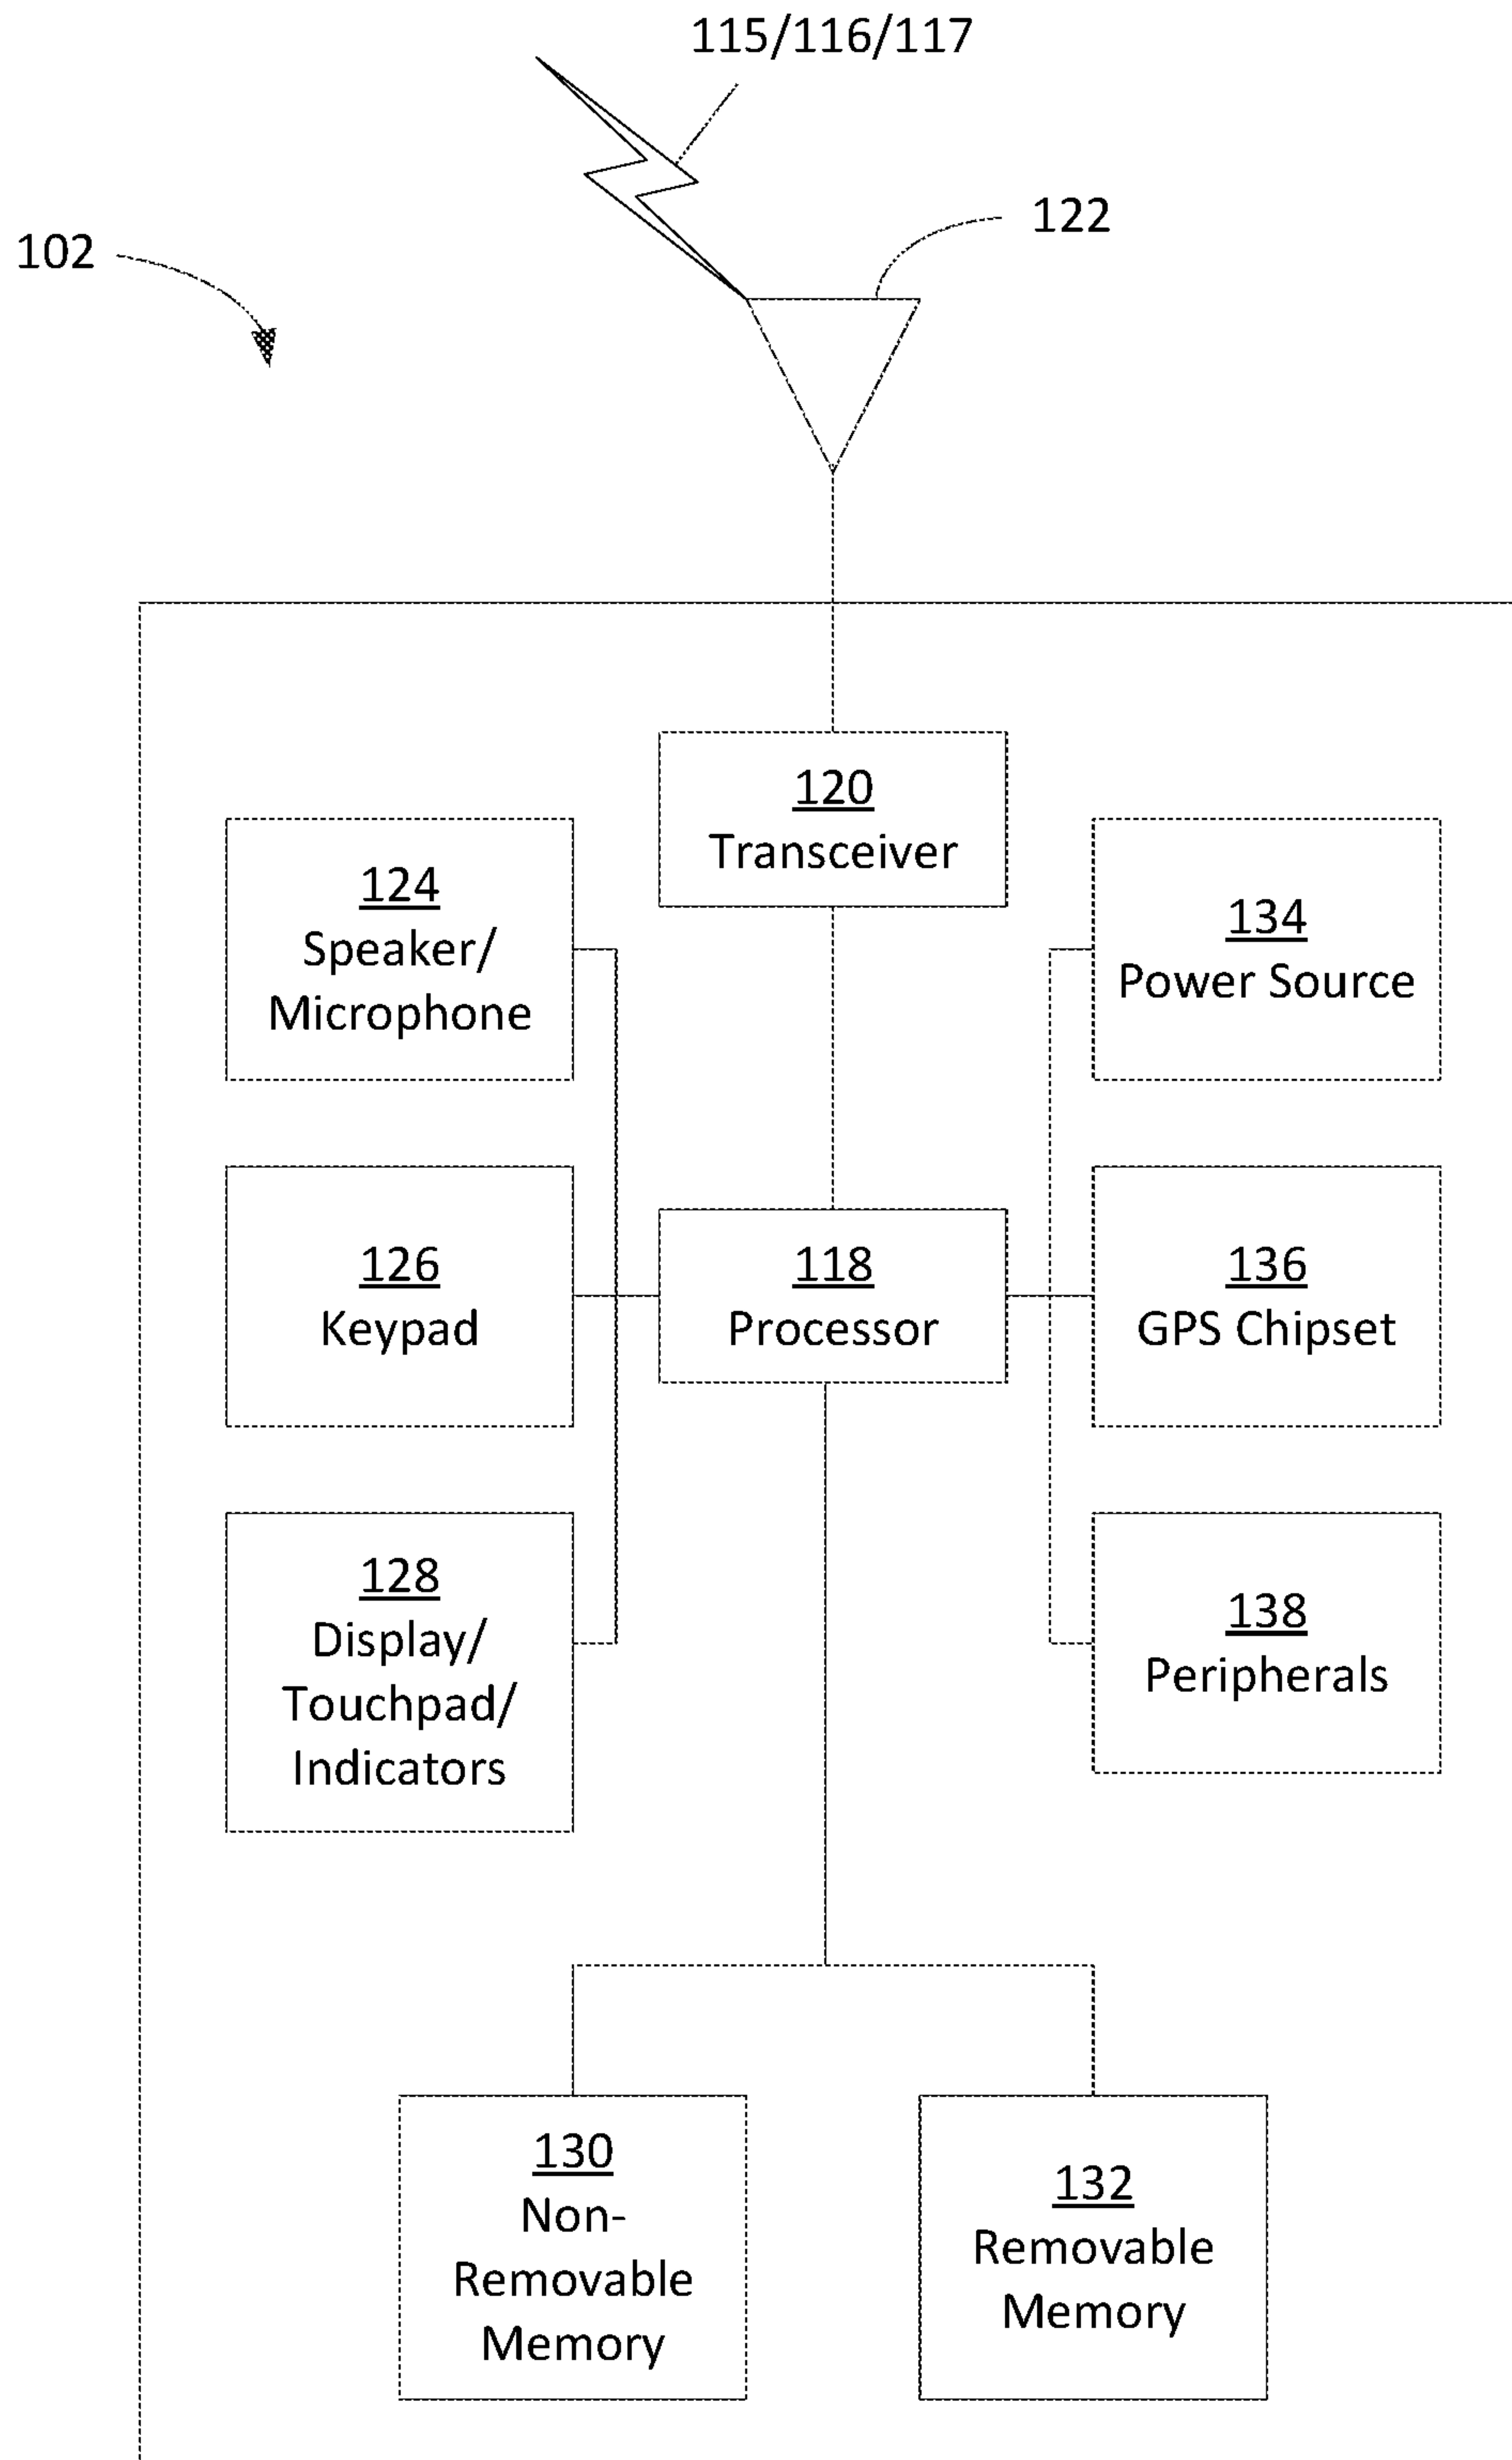 115/116/117
122
102
120
Transceiver
124
Speaker/
Microphone
134
Power Source
126
Keypad
118
Processor
136
GPS Chipset
128
Display/
Touchpad/
Indicators
138
Peripherals
130
Non-
Removable
Memory
132
Removable
Memory